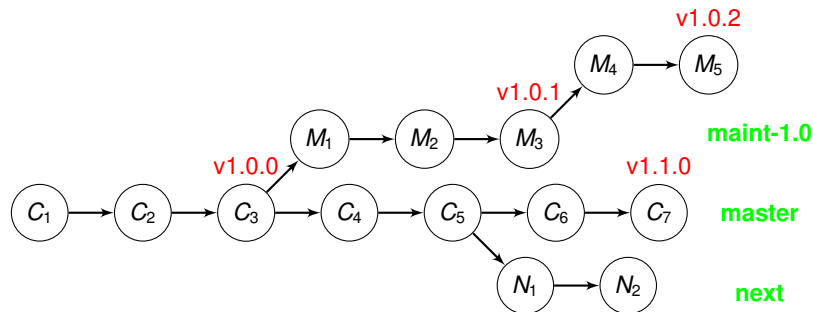 v1.0.2
M4 M5
v1.0.1
M1 M2 M3 maint-1.0
v1.0.0 v1.1.0
C1 C2 C3 C4 C5 C6 C7 master
N1 N2 next